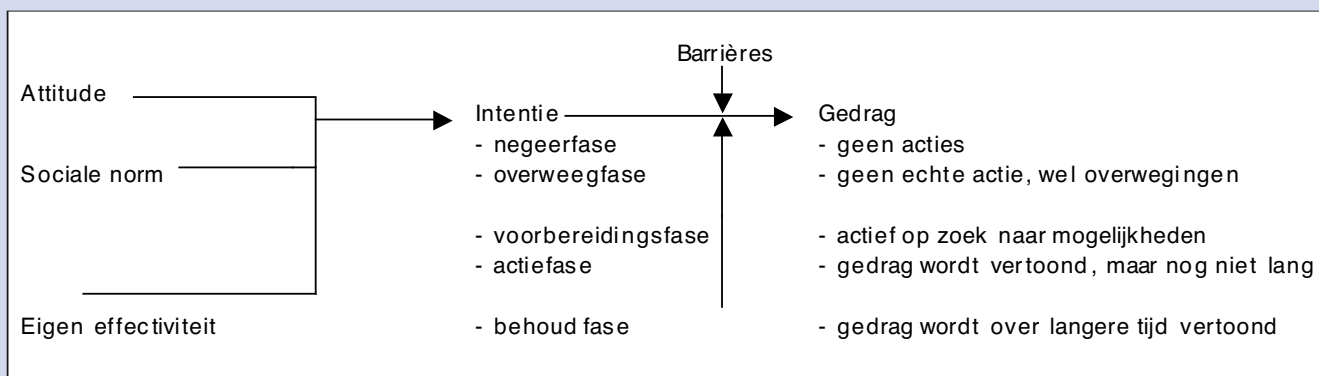 Barrières
Attitude
Sociale norm
Eigen effectiviteit
Intentie
- negeerfase
- overweegfase
- voorbereidingsfase
- actiefase
- behoud fase
Gedrag
- geen acties
- geen echte actie, wel overwegingen
- actief op zoek naar mogelijkheden
- gedrag wordt vertoond, maar nog niet lang
- gedrag wordt over langere tijd vertoond